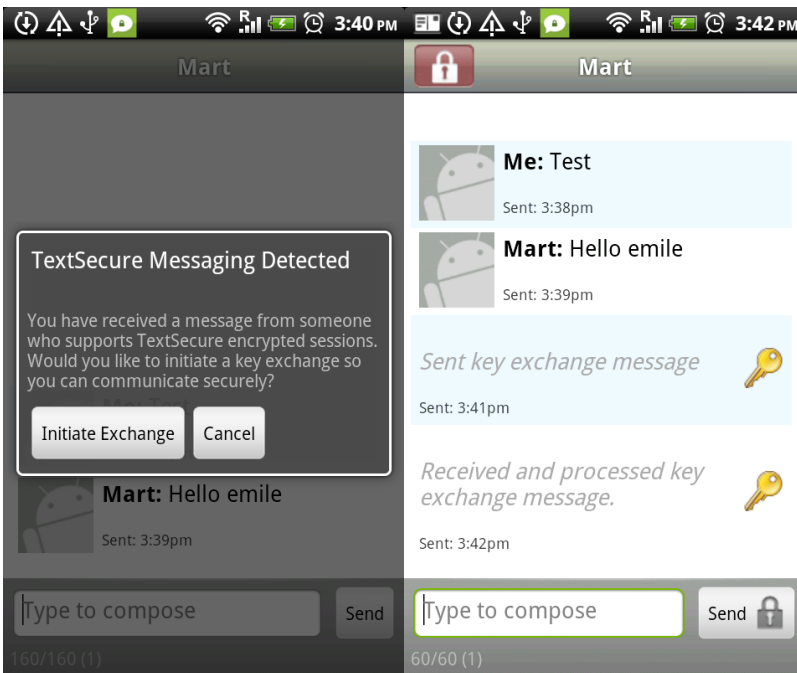 R
3:40 PM
Mart
TextSecure Messaging Detected
You have received a message from someone
who supports TextSecure encrypted sessions.
Would you like to initiate a key exchange so
you can communicate securely?
Me: Test
Initiate Exchange
Cancel
Mart: Hello emile
Sent: 3:39pm
Type to compose
Send
160/160 (1)
R
3:42 PM
Mart
Me: Test
Sent: 3:38pm
Mart: Hello emile
Sent: 3:39pm
Sent key exchange message
Sent: 3:41pm
Received and processed key
exchange message.
Sent: 3:42pm
Type to compose
Send
60/60 (1)